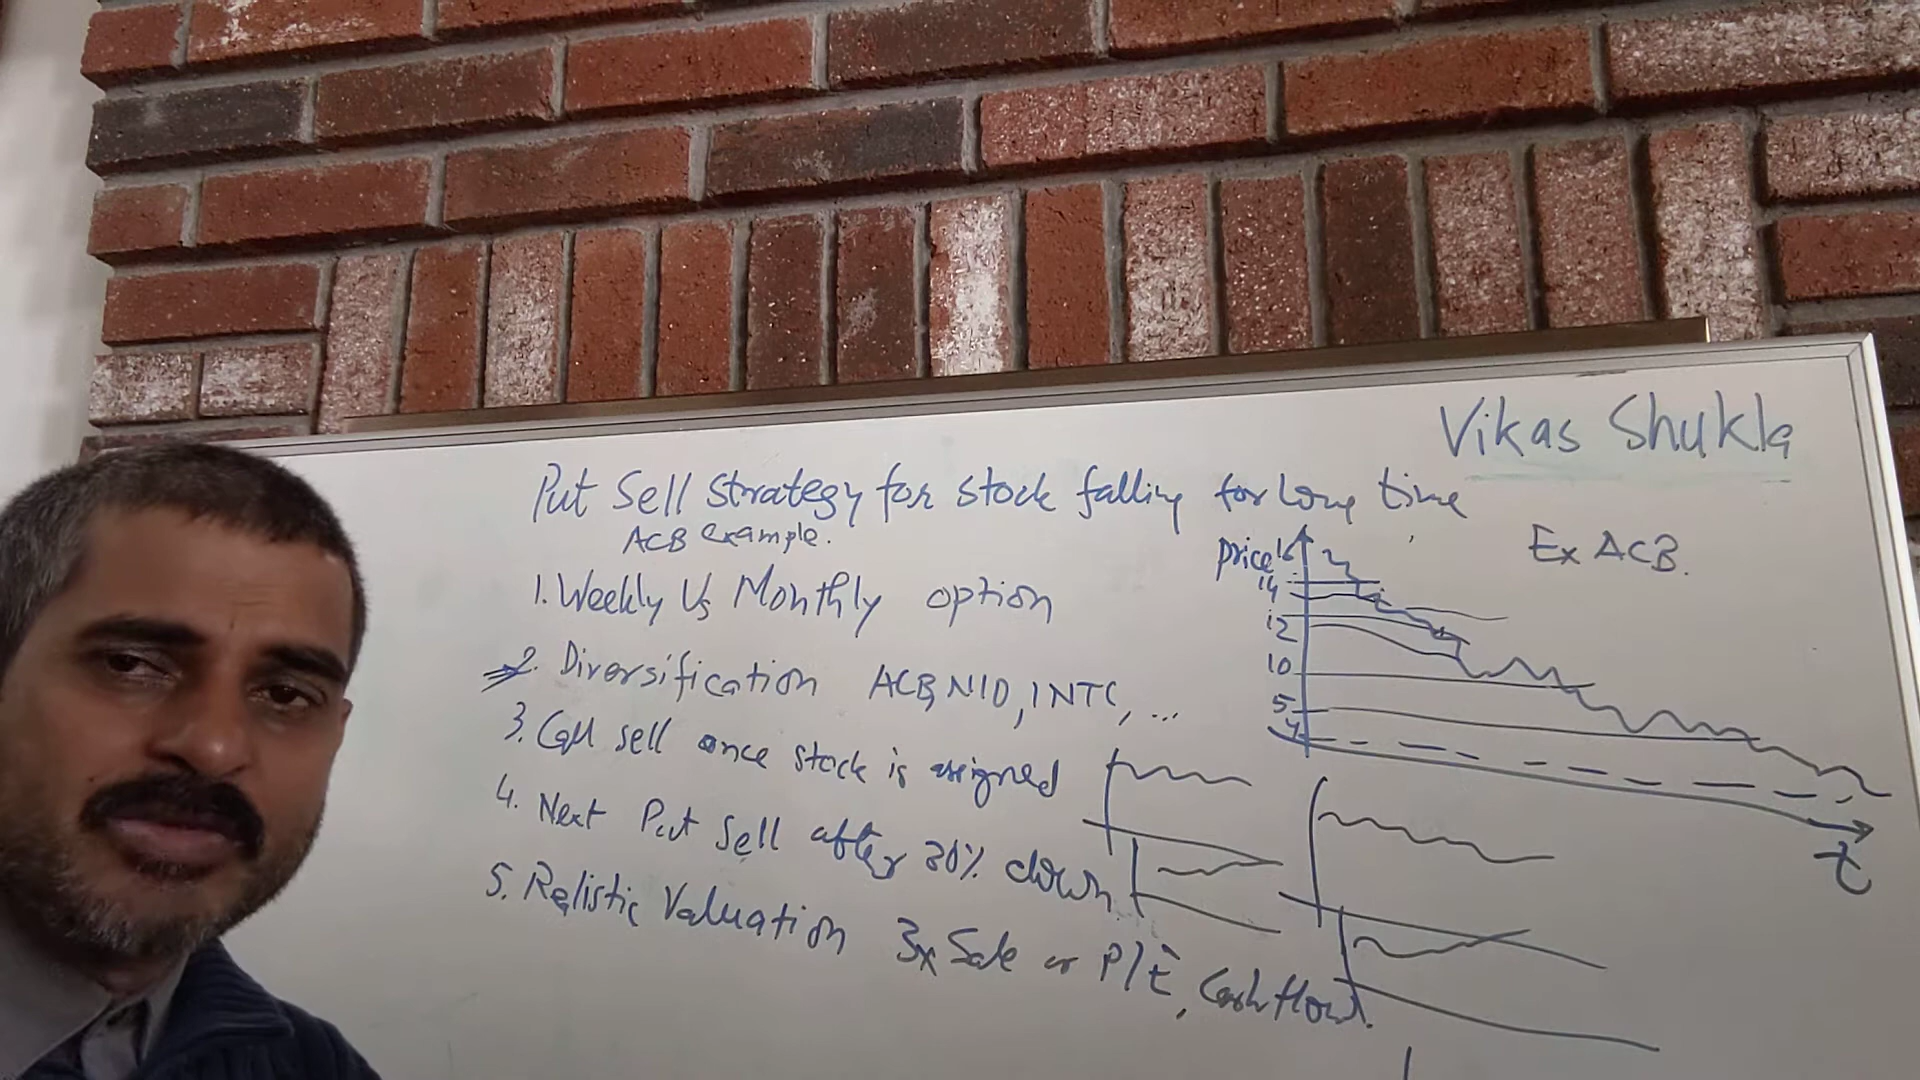 Vikas Shukla
Put Sell Strategy for stock falling for Long time
ACB Example.
1. Weekly Vs Monthly option
2. Diversification ACB, NIO, INTC, ...
3. Call sell once stock is assigned
4. Next Put Sell after 30% down
5. Relistic Valuation 3x Sale or P/E, Cash flow.
Ex ACB.
Price
16
14
12
10
5
4
t